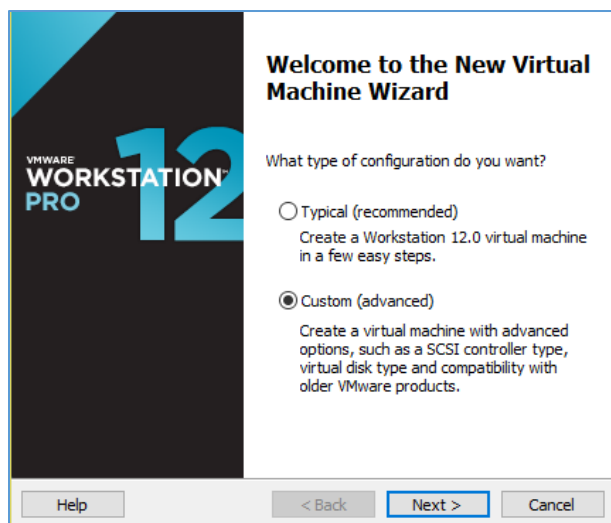 VMWARE
WORKSTATION™
PRO
12
Welcome to the New Virtual
Machine Wizard
What type of configuration do you want?
Typical (recommended)
Create a Workstation 12.0 virtual machine
in a few easy steps.
Custom (advanced)
Create a virtual machine with advanced
options, such as a SCSI controller type,
virtual disk type and compatibility with
older VMware products.
Help
< Back
Next >
Cancel